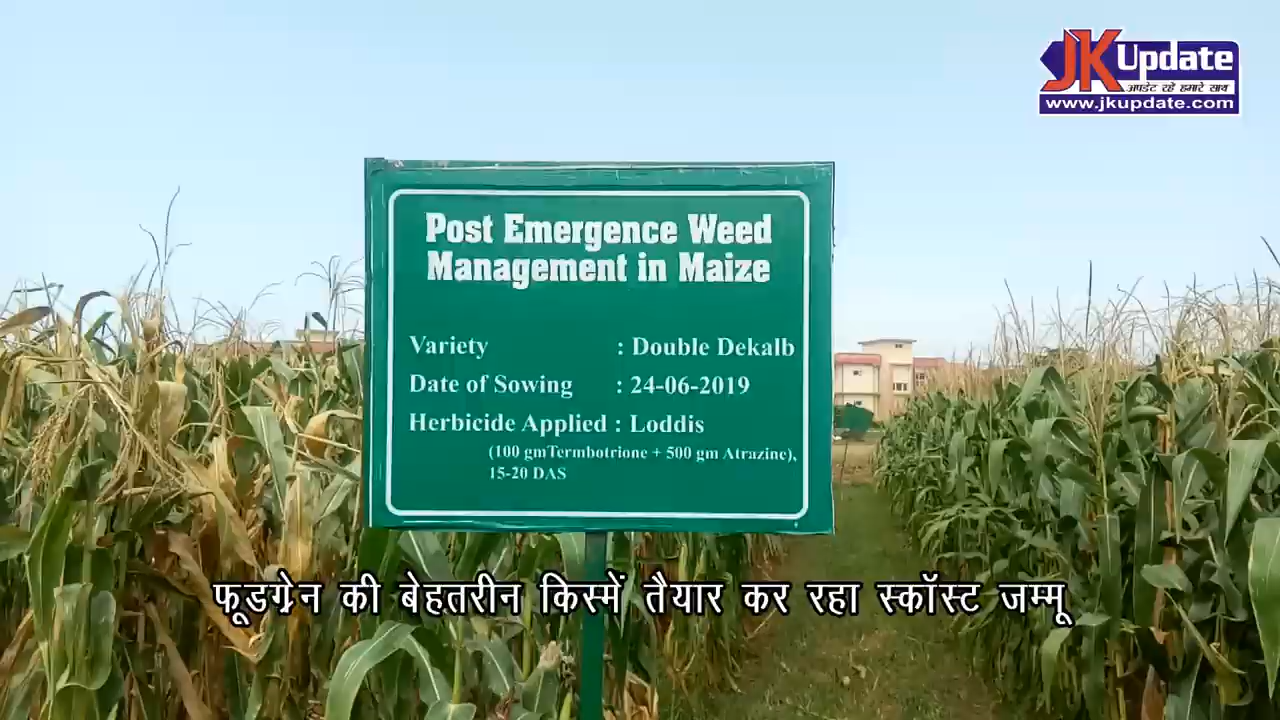 JK Update
अपडेट रहे हमारे साथ
www.jkupdate.com
Post Emergence Weed
Management in Maize
Variety : Double Dekalb
Date of Sowing : 24-06-2019
Herbicide Applied : Loddis
(100 gmTermbotrione + 500 gm Atrazine),
15-20 DAS
फूडग्रेन की बेहतरीन किस्में तैयार कर रहा स्कॉस्ट जम्मू